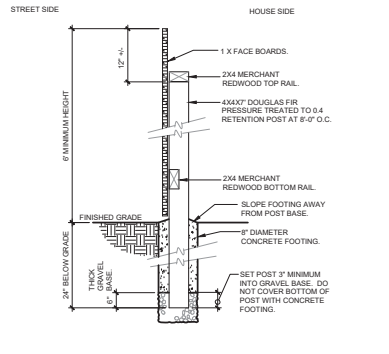 STREET SIDE
HOUSE SIDE
12" +/-
1 X FACE BOARDS.
2X4 MERCHANT
REDWOOD TOP RAIL.
4X4X7" DOUGLAS FIR
PRESSURE TREATED TO 0.4
RETENTION POST AT 8'-0" O.C.
6' MINIMUM HEIGHT
2X4 MERCHANT
REDWOOD BOTTOM RAIL.
SLOPE FOOTING AWAY
FROM POST BASE.
FINISHED GRADE
8" DIAMETER
CONCRETE FOOTING.
24" BELOW GRADE
6"
THICK
GRAVEL
BASE.
SET POST 3" MINIMUM
INTO GRAVEL BASE. DO
NOT COVER BOTTOM OF
POST WITH CONCRETE
FOOTING.